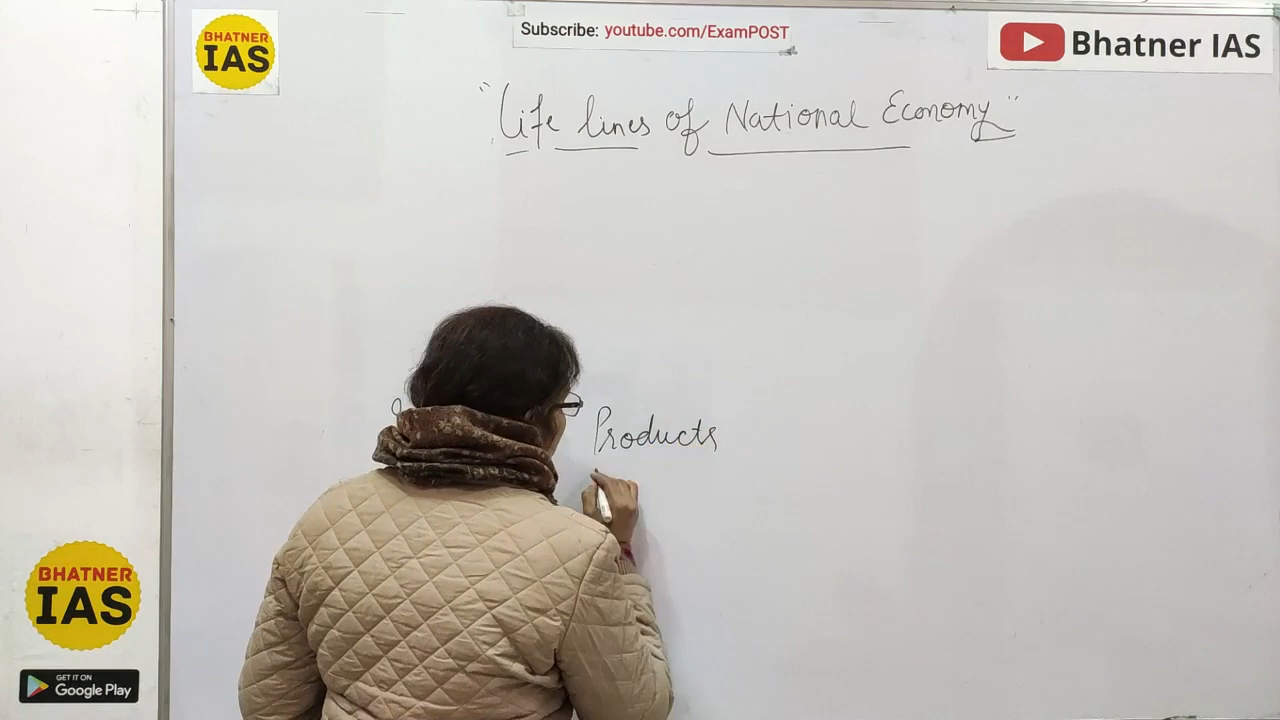 BHATNER
IAS
Subscribe: youtube.com/ExamPOST
Bhatner IAS
"Life lines of National Economy"
Products
BHATNER
IAS
GET IT ON
Google Play